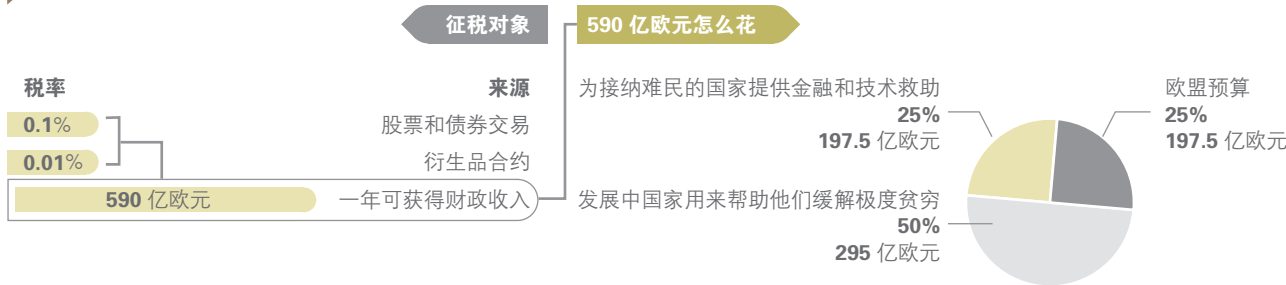 征税对象
590 亿欧元怎么花
税率
来源
0.1%
股票和债券交易
0.01%
衍生品合约
590 亿欧元
一年可获得财政收入
为接纳难民的国家提供金融和技术救助
25%
197.5 亿欧元
欧盟预算
25%
197.5 亿欧元
发展中国家用来帮助他们缓解极度贫穷
50%
295 亿欧元